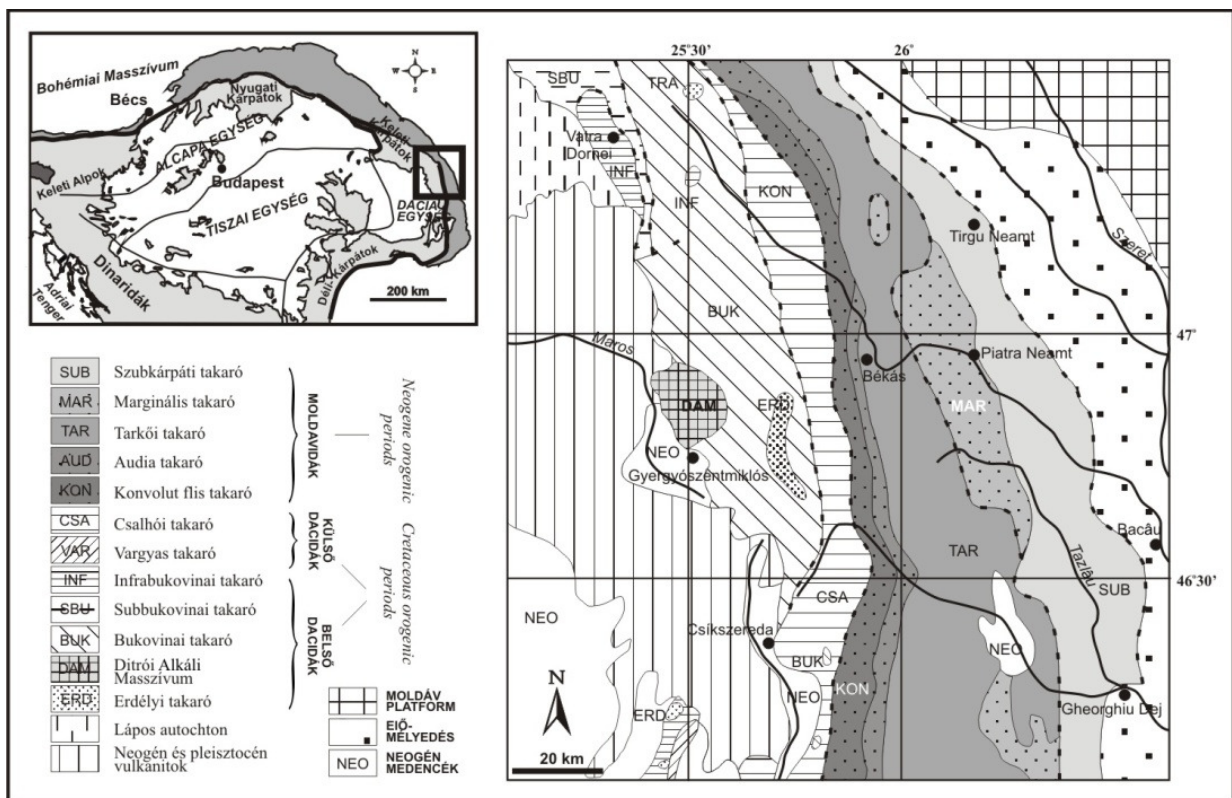 Bohémiai Masszívum
Bécs
Nyugati
Kárpátok
N
W E
S
Keleti
Kárpátok
ALCAPA EGYSÉG
Keleti Alpok
Budapest
TISZAI EGYSÉG
DACIAI
EGYSÉG
Déli-Kárpátok
Dinaridák
Adriai
Tenger
200 km
SUB Szubkárpáti takaró
MAR Marginális takaró
TAR Tarkői takaró
AUD Audia takaró
KON Konvolut flis takaró
CSA Csalhói takaró
VAR Vargyas takaró
INF Infrabukovinai takaró
SBU Subbukovinai takaró
BUK Bukovinai takaró
DAM Ditrói Alkáli
Masszívum
ERD Erdélyi takaró
Lápos autochton
Neogén és pleisztocén
vulkánitok
MOLDAVIDÁK
KÜLSŐ
DACIDÁK
BELSŐ
DACIDÁK
Neogene orogenic
periods
Cretaceous orogenic
periods
MOLDÁV
PLATFORM
ELŐ-
MÉLYEDÉS
NEO NEOGÉN
MEDENCÉK
25°30' 26°
SBU
TRA
Vatra
Dornei
INF
INF
KON
Tirgu Neamt
Szeret
BUK
47°
Maros
Piatra Neamt
Békás
DAM
ERD
MAR
NEO
Gyergyószentmiklós
Bacâu
TAR
Tazlâu
46°30'
SUB
CSA
NEO
Csíkszereda
BUK
NEO
NEO
KON
Gheorghiu Dej
ERD
N
20 km